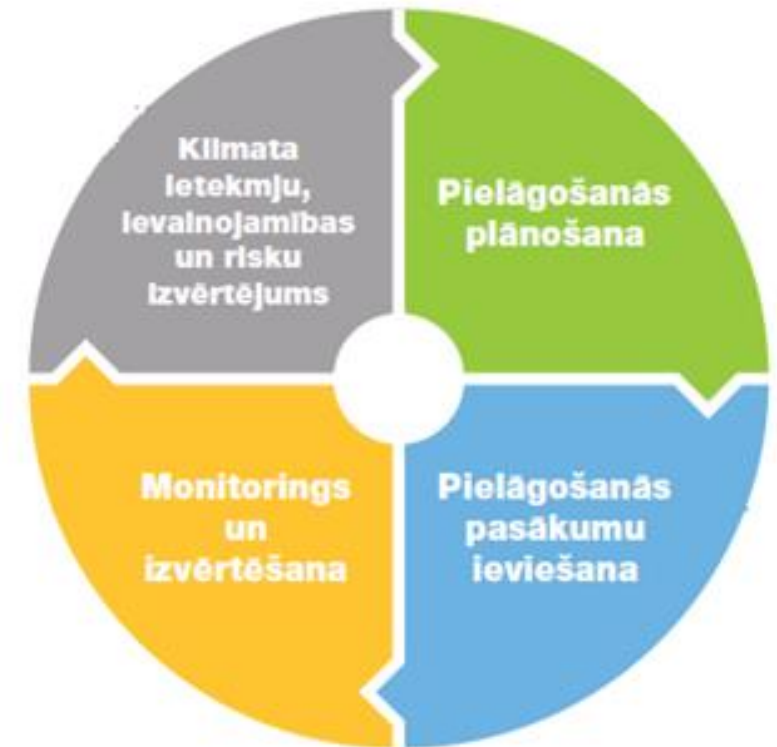 Klimata
ietekmju,
ievainojamības
un risku
izvērtējums
Pielāgošanās
plānošana
Pielāgošanās
pasākumu
ieviešana
Monitorings
un
izvērtēšana